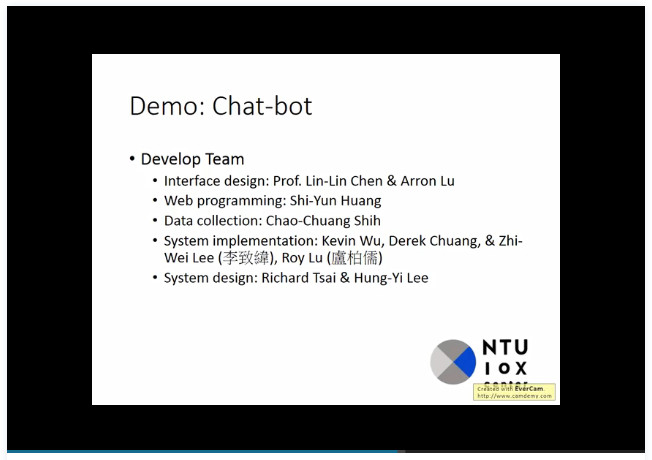 Demo: Chat-bot
• Develop Team
• Interface design: Prof. Lin-Lin Chen & Arron Lu
• Web programming: Shi-Yun Huang
• Data collection: Chao-Chuang Shih
• System implementation: Kevin Wu, Derek Chuang, & Zhi-
Wei Lee (李致緯), Roy Lu (盧柏儒)
• System design: Richard Tsai & Hung-Yi Lee
NTU
IoX
center
Created with EverCam
http://www.camdemy.com